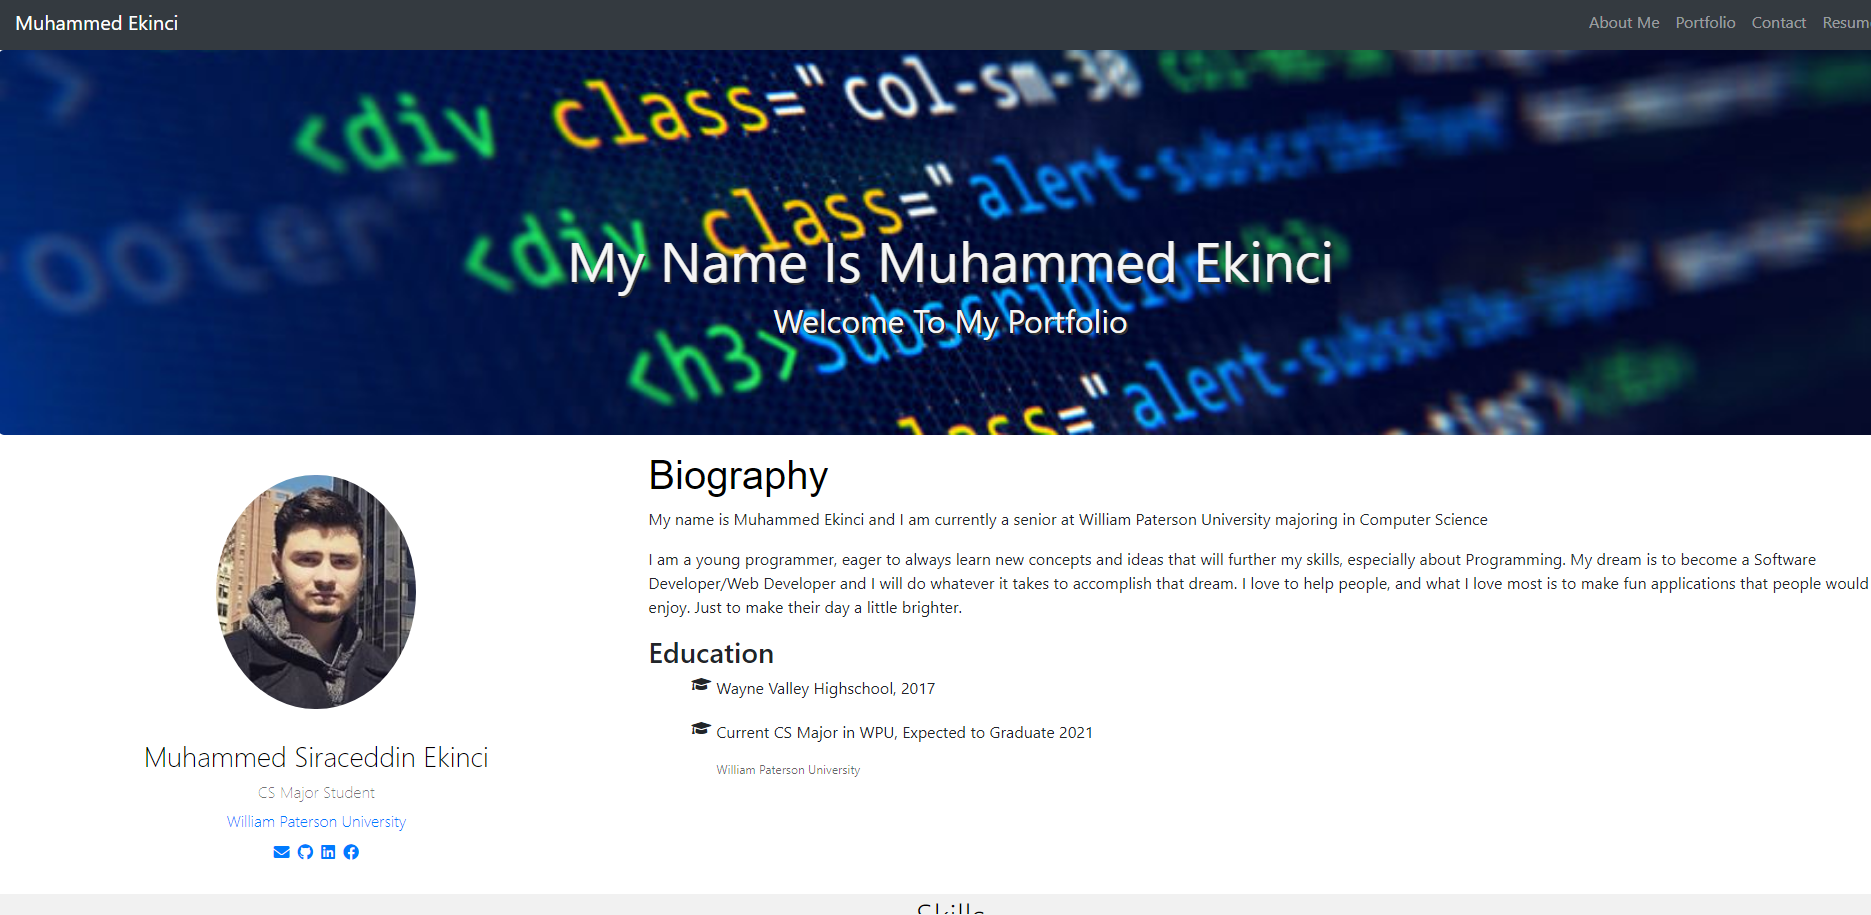 Muhammed Ekinci
About Me Portfolio Contact Resum
<div class="col-sm-30
<div class="alert-subscribe-
ooter"
My Name Is Muhammed Ekinci
<h3>Subscription</h3>
Welcome To My Portfolio
class="alert-subscribe-
Biography
My name is Muhammed Ekinci and I am currently a senior at William Paterson University majoring in Computer Science
I am a young programmer, eager to always learn new concepts and ideas that will further my skills, especially about Programming. My dream is to become a Software
Developer/Web Developer and I will do whatever it takes to accomplish that dream. I love to help people, and what I love most is to make fun applications that people would
enjoy. Just to make their day a little brighter.
Education
Wayne Valley Highschool, 2017
Current CS Major in WPU, Expected to Graduate 2021
William Paterson University
Muhammed Siraceddin Ekinci
CS Major Student
William Paterson University
Skills